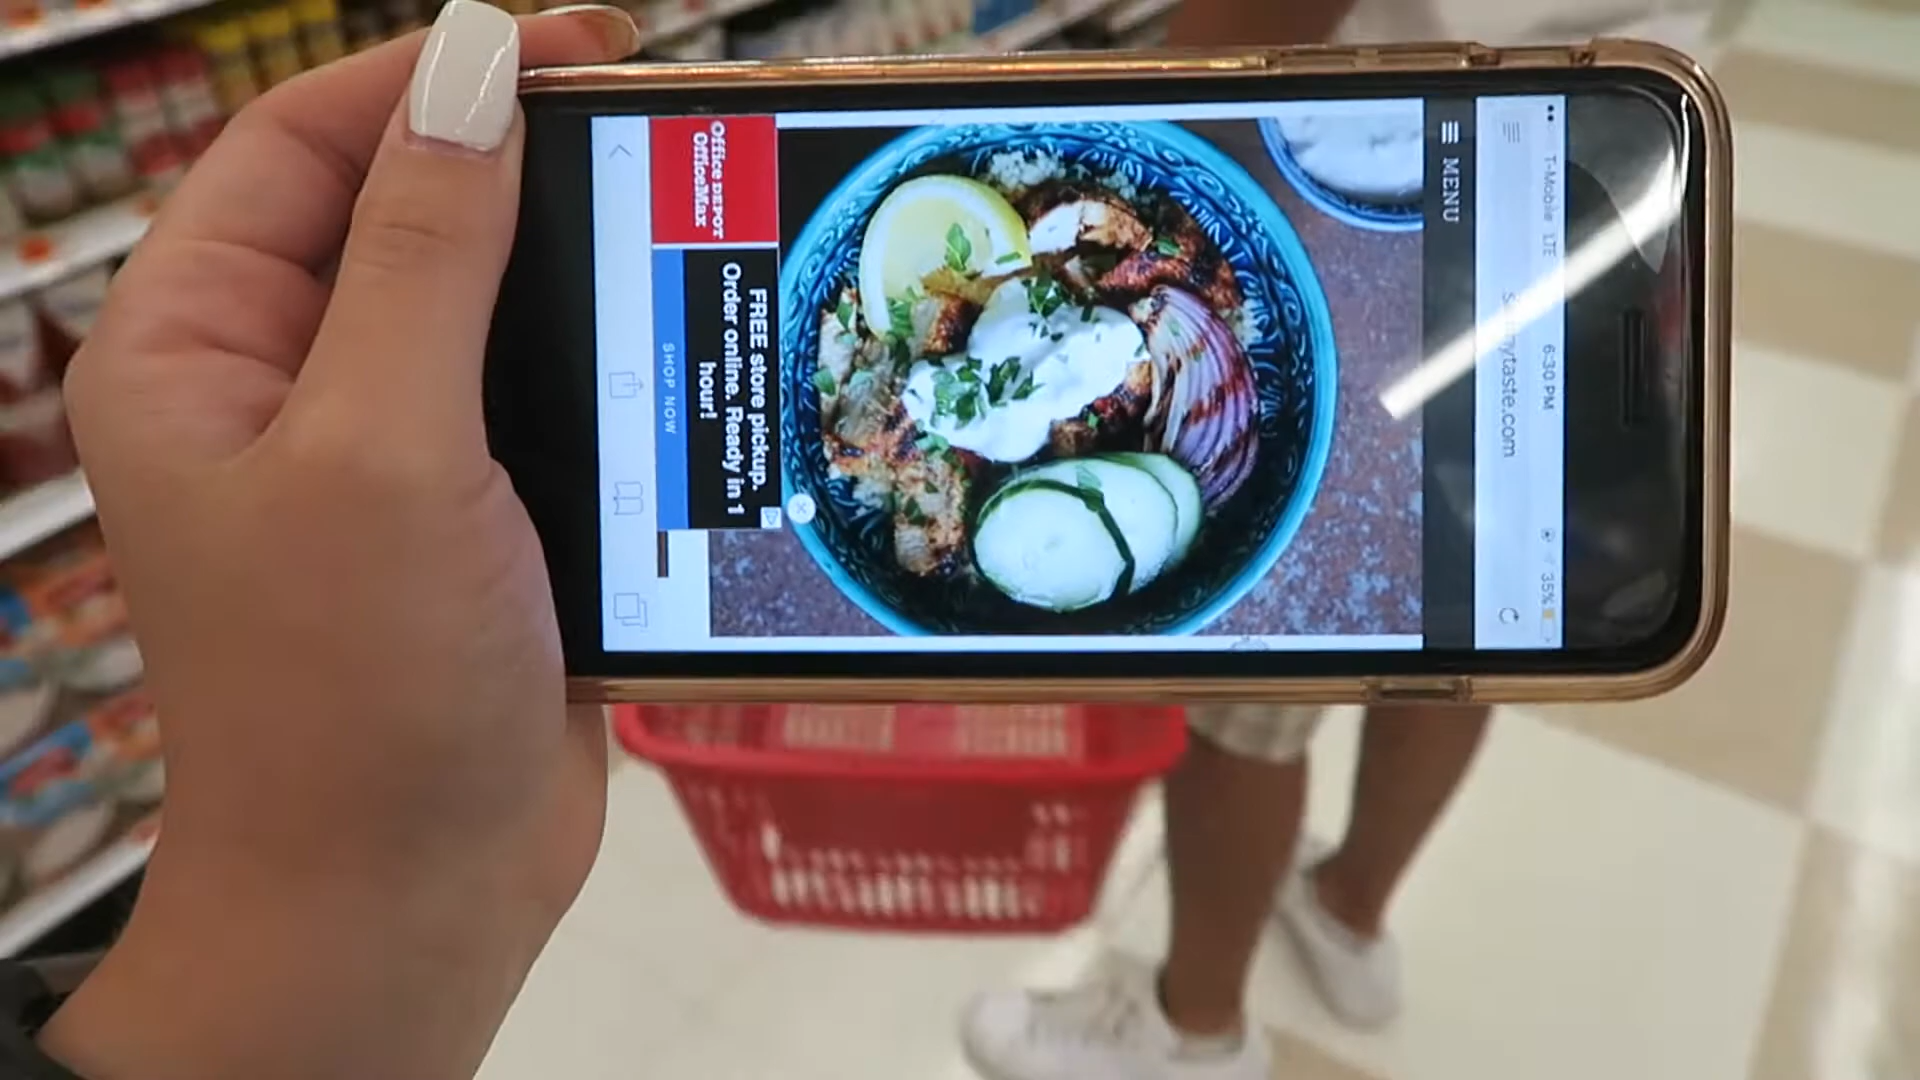 T-Mobile LTE 6:30 PM 35%
MENU
Office DEPOT
OfficeMax
FREE store pickup.
Order online. Ready in 1
hour!
SHOP NOW